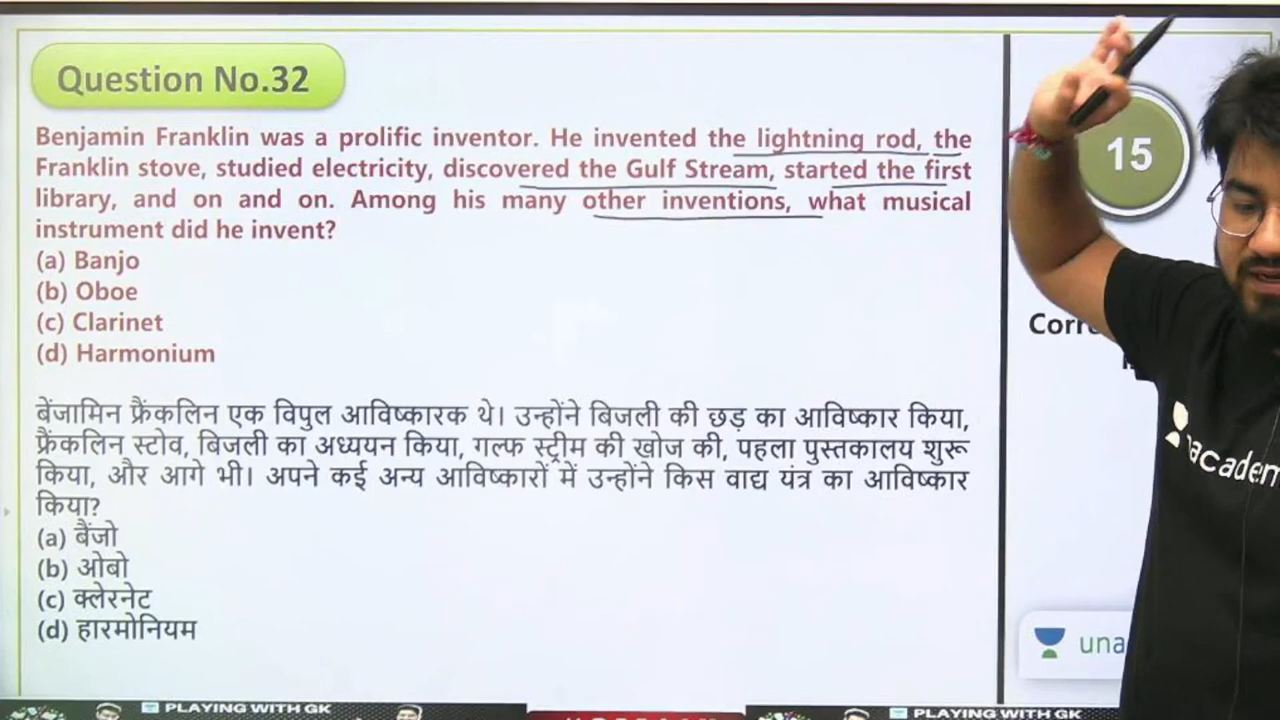 Question No.32
15
Benjamin Franklin was a prolific inventor. He invented the lightning rod, the
Franklin stove, studied electricity, discovered the Gulf Stream, started the first
library, and on and on. Among his many other inventions, what musical
instrument did he invent?
(a) Banjo
(b) Oboe
(c) Clarinet
(d) Harmonium
बेंजामिन फ्रैंकलिन एक विपुल आविष्कारक थे। उन्होंने बिजली की छड़ का आविष्कार किया,
फ्रैंकलिन स्टोव, बिजली का अध्ययन किया, गल्फ स्ट्रीम की खोज की, पहला पुस्तकालय शुरू
किया, और आगे भी। अपने कई अन्य आविष्कारों में उन्होंने किस वाद्य यंत्र का आविष्कार
किया?
(a) बैंजो
(b) ओबो
(c) क्लेरनेट
(d) हारमोनियम
Corre
una
nacadem
PLAYING WITH GK
PLAYING WITH GK